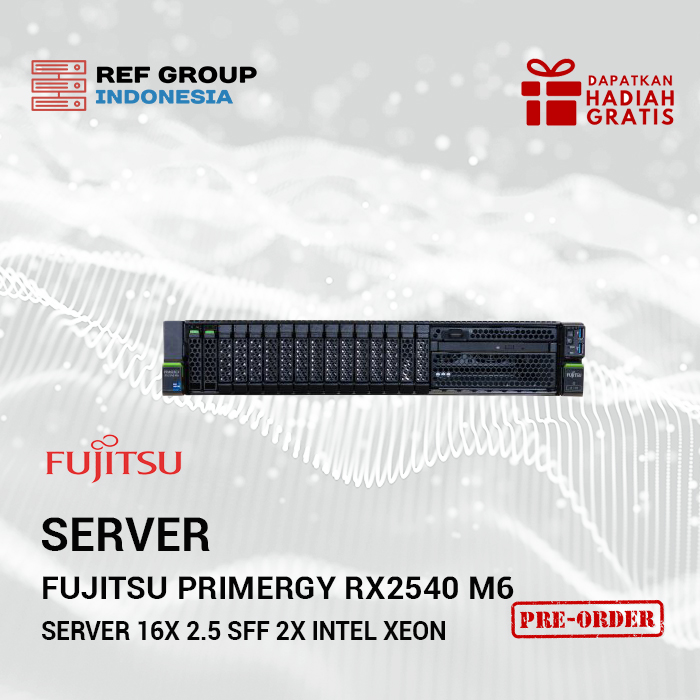 REF GROUP
INDONESIA
DAPATKAN
HADIAH
GRATIS
FUJITSU
FUJITSU
SERVER
FUJITSU PRIMERGY RX2540 M6
SERVER 16X 2.5 SFF 2X INTEL XEON
PRE-ORDER